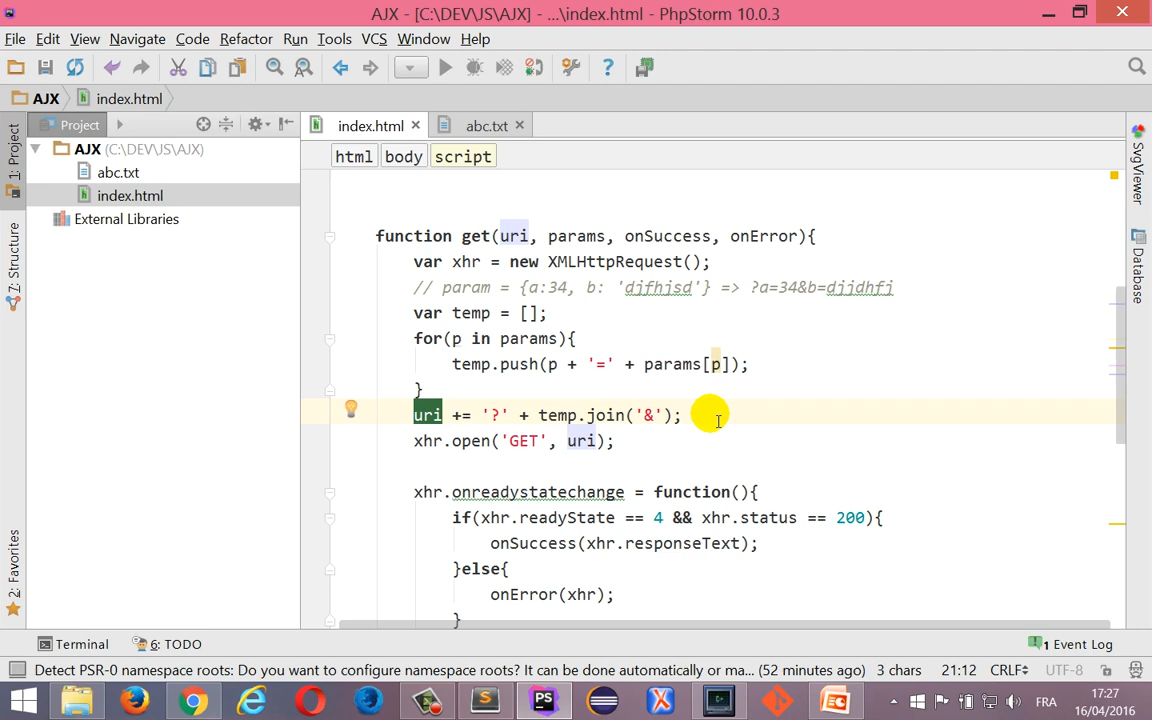 AJX - [C:\DEV\JS\AJX] - ...\index.html - PhpStorm 10.0.3
File Edit View Navigate Code Refactor Run Tools VCS Window Help
AJX index.html
Project
index.html
abc.txt
AJX (C:\DEV\JS\AJX)
abc.txt
index.html
External Libraries
1: Project
7: Structure
2: Favorites
html body script
function get(uri, params, onSuccess, onError){
var xhr = new XMLHttpRequest();
// param = {a:34, b: 'djfhjsd'} => ?a=34&b=djjdhfj
var temp = [];
for(p in params){
temp.push(p + '=' + params[p]);
}
uri += '?' + temp.join('&');
xhr.open('GET', uri);
xhr.onreadystatechange = function(){
if(xhr.readyState == 4 && xhr.status == 200){
onSuccess(xhr.responseText);
}else{
onError(xhr);
}
SvgViewer
Database
Terminal 6: TODO 1 Event Log
Detect PSR-0 namespace roots: Do you want to configure namespace roots? It can be done automatically or ma... (52 minutes ago) 3 chars 21:12 CRLF UTF-8
FRA
17:27
16/04/2016